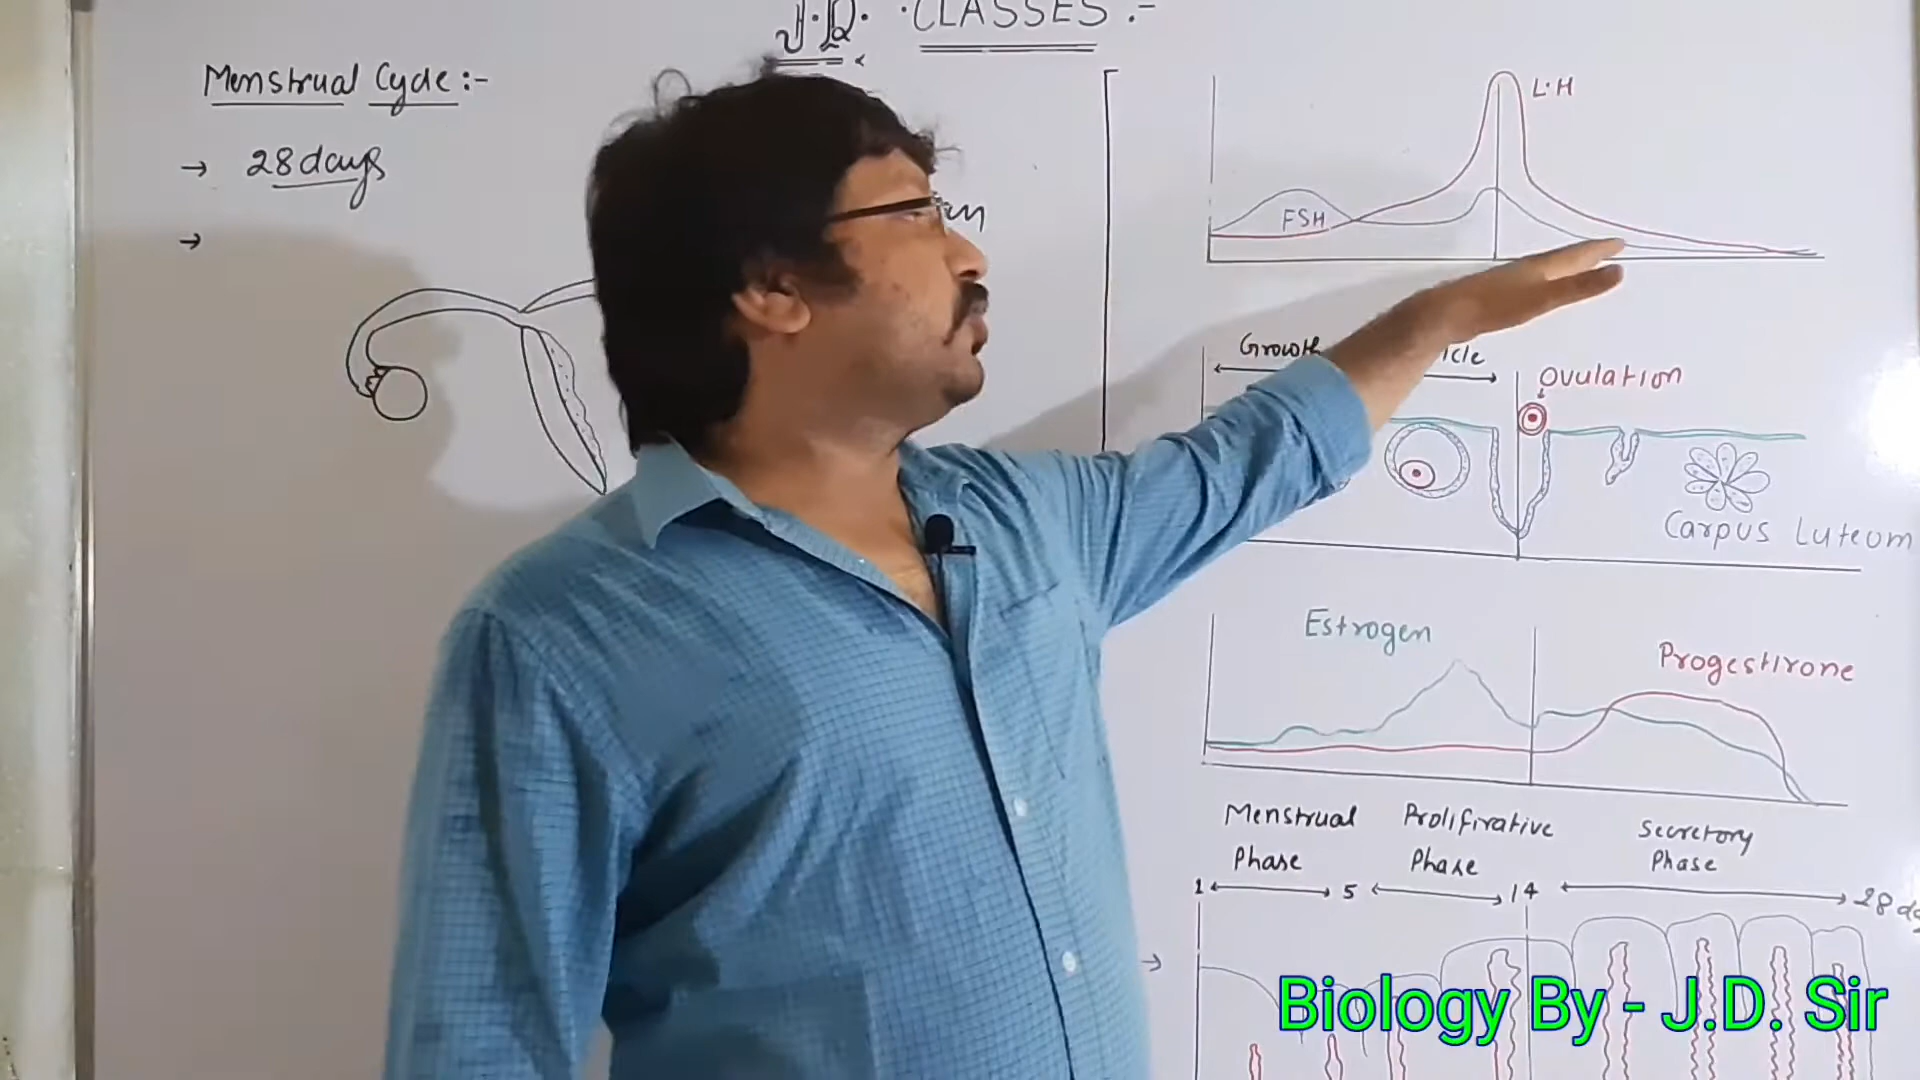 J.D. CLASSES :-
Menstrual Cycle :-
→ 28 days
→
L.H
FSH
Growth
Ovulation
Carpus Luteum
Estrogen
Progestirone
Menstrual Phase
Prolifirative Phase
Secretory Phase
1 5 14 28
→
Biology By - J.D. Sir